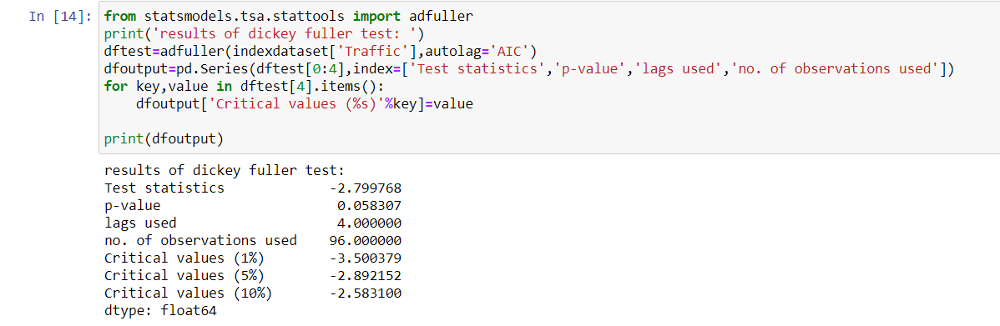 In [14]: from statsmodels.tsa.stattools import adfuller
print('results of dickey fuller test: ')
dftest=adfuller(indexdataset['Traffic'],autolag='AIC')
dfoutput=pd.Series(dftest[0:4],index=['Test statistics','p-value','lags used','no. of observations used'])
for key,value in dftest[4].items():
    dfoutput['Critical values (%s)'%key]=value
print(dfoutput)
results of dickey fuller test:
Test statistics             -2.799768
p-value                      0.058307
lags used                    4.000000
no. of observations used    96.000000
Critical values (1%)        -3.500379
Critical values (5%)        -2.892152
Critical values (10%)       -2.583100
dtype: float64